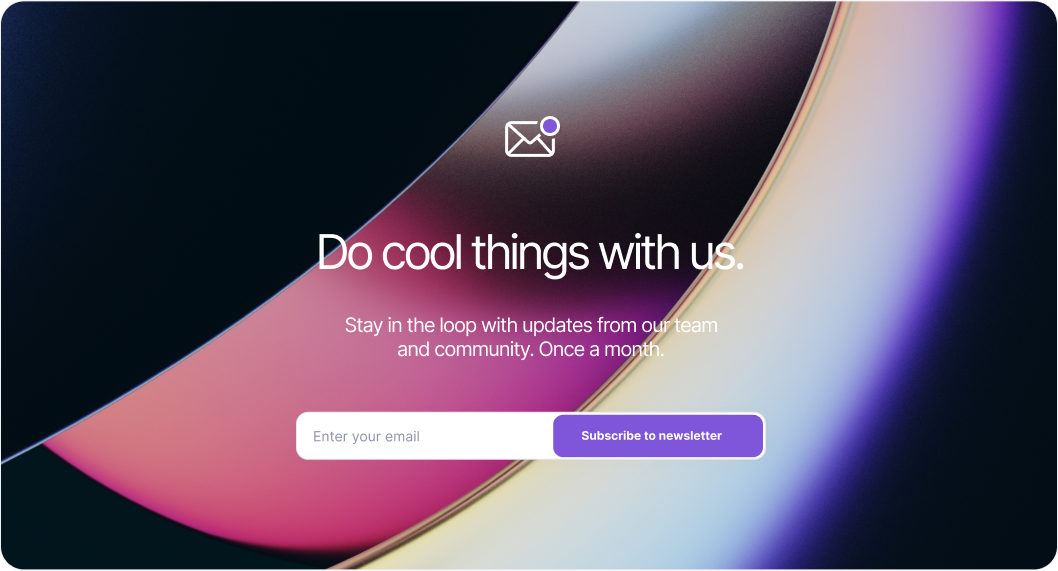 Do cool things with us.
Stay in the loop with updates from our team
and community. Once a month.
Enter your email
Subscribe to newsletter